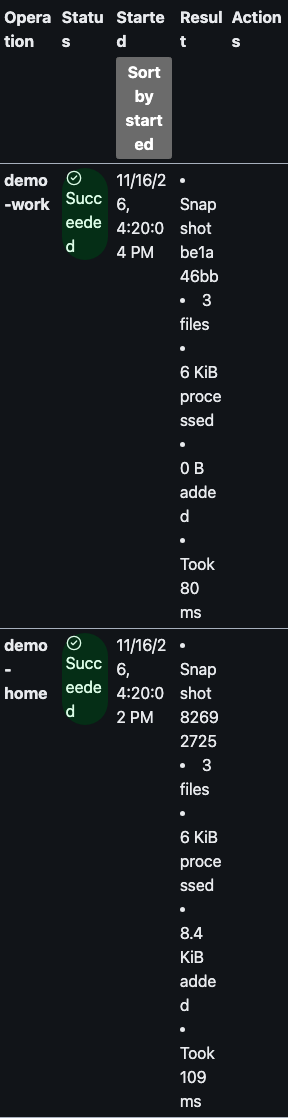 Opera
tion
Statu
s
Starte
d
Sort
by
start
ed
Resul
t
Action
s
demo
-work
Succ
eede
d
11/16/2
6,
4:20:0
4 PM
•
Snap
shot
be1a
46bb
• 3
files
•
6 KiB
proce
ssed
•
0 B
adde
d
•
Took
80
ms
demo
-
home
Succ
eede
d
11/16/2
6,
4:20:0
2 PM
•
Snap
shot
8269
2725
• 3
files
•
6 KiB
proce
ssed
•
8.4
KiB
adde
d
•
Took
109
ms